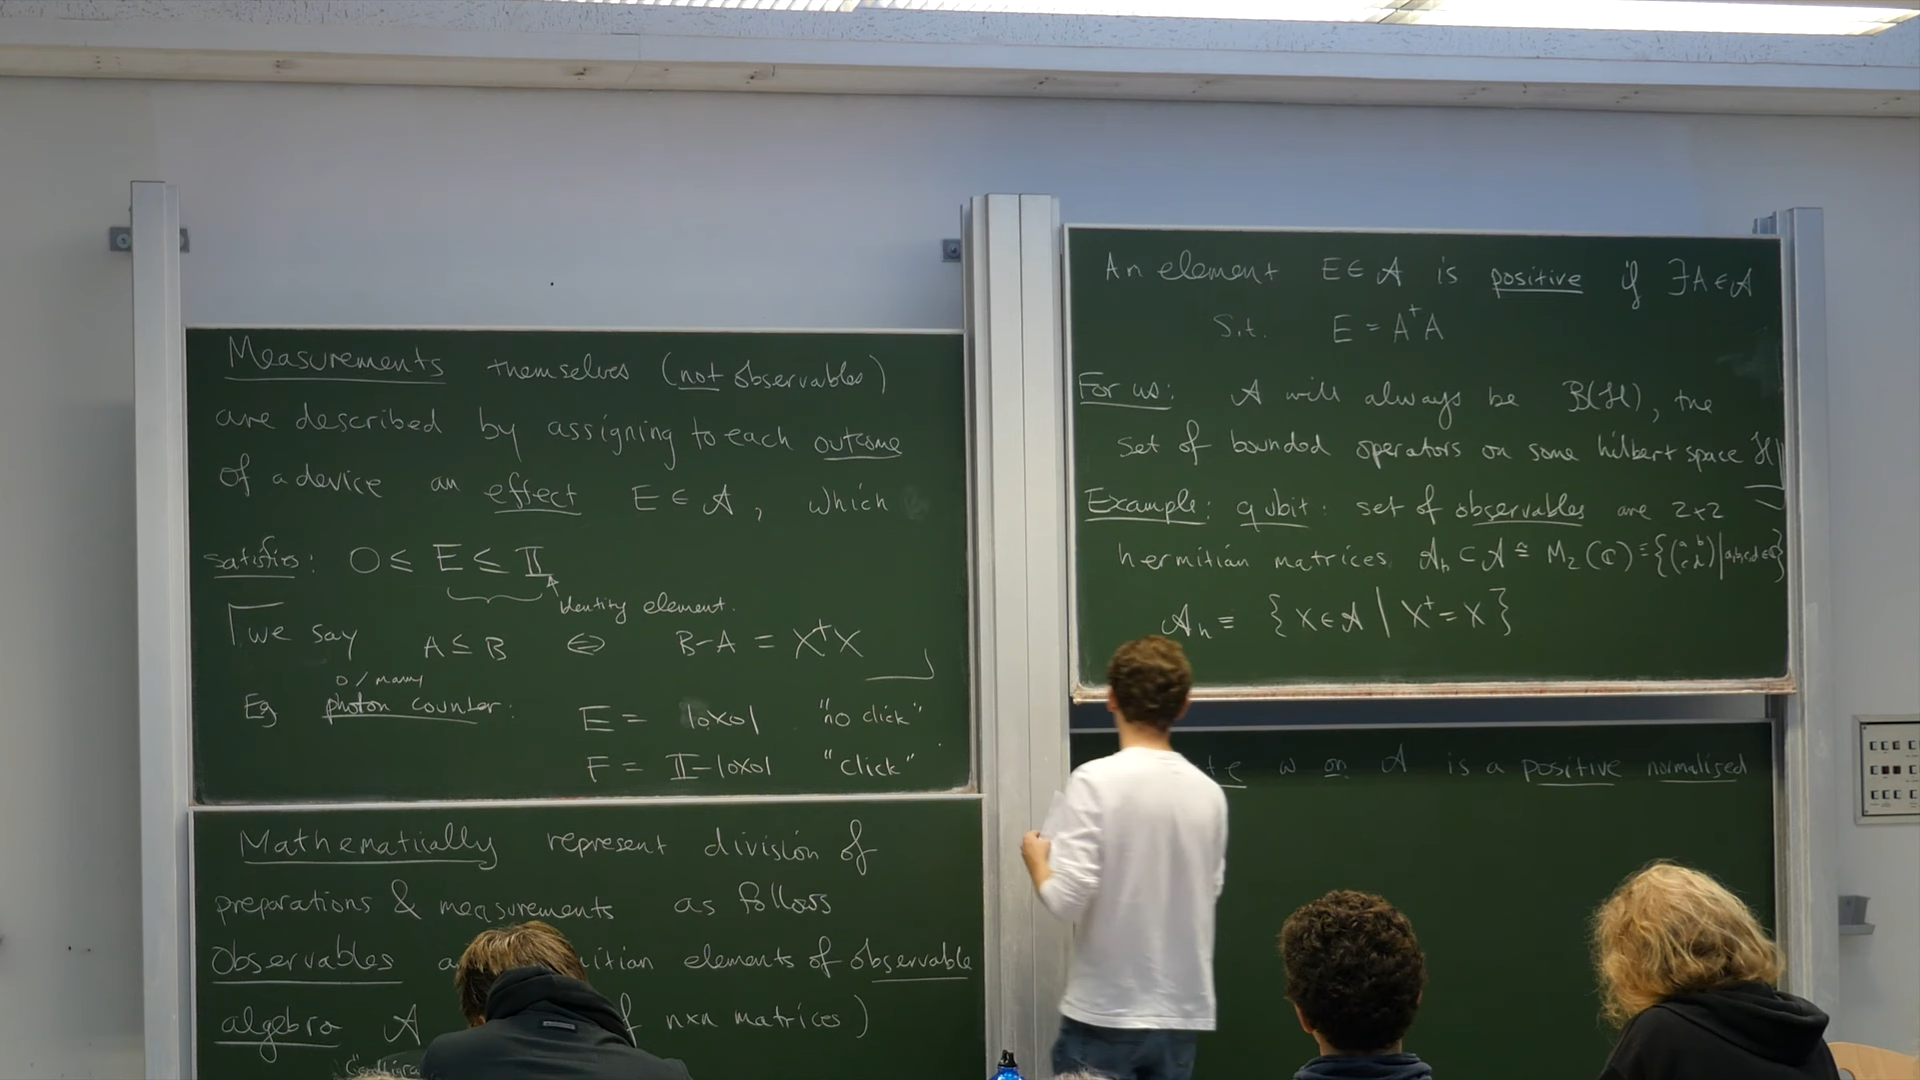 Measurements themselves (not observables)
are described by assigning to each outcome
of a device an effect E ∈ 𝒜, which
satisfies: 0 ≤ E ≤ 𝕀
identity element.
we say A ≤ B ⇔ B-A = X†X
0 / many
Eg photon counter: E = |0><0| "no click"
F = 𝕀-|0><0| "click"
Mathematically represent division of
preparations & measurements as follows
Observables elements of observable
algebra 𝒜 n×n matrices)
An element E ∈ 𝒜 is positive if ∃A ∈ 𝒜
s.t. E = A†A
For us: 𝒜 will always be B(ℋ), the
set of bounded operators on some hilbert space ℋ
Example: qubit: set of observables are 2×2
hermitian matrices 𝒜h ⊂ 𝒜 ≅ M2(ℂ) ≡ {(a b c d) | a,b,c,d ∈ ℂ}
𝒜h ≡ {X ∈ 𝒜 | X† = X}
ω on 𝒜 is a positive normalised